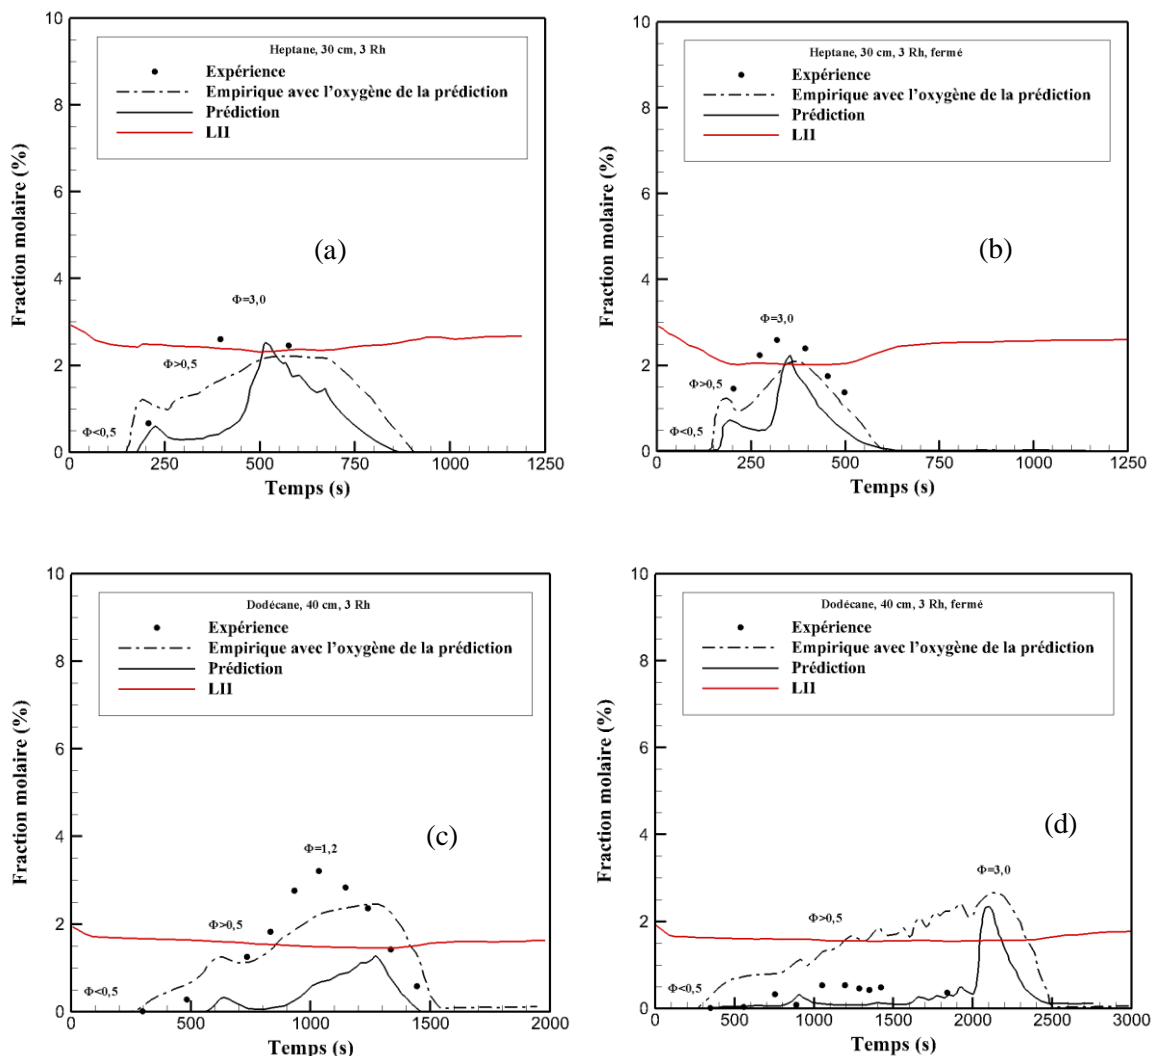 Heptane, 30 cm, 3 Rh
Expérience
Empirique avec l'oxygène de la prédiction
Prédiction
LII
(a)
Φ=3,0
Φ>0,5
Φ<0,5
Fraction molaire (%)
10
8
6
4
2
0
0 250 500 750 1000 1250
Temps (s)
Heptane, 30 cm, 3 Rh, fermé
Expérience
Empirique avec l'oxygène de la prédiction
Prédiction
LII
(b)
Φ=3,0
Φ>0,5
Φ<0,5
Fraction molaire (%)
10
8
6
4
2
0
0 250 500 750 1000 1250
Temps (s)
Dodécane, 40 cm, 3 Rh
Expérience
Empirique avec l'oxygène de la prédiction
Prédiction
LII
(c)
Φ=1,2
Φ>0,5
Φ<0,5
Fraction molaire (%)
10
8
6
4
2
0
0 500 1000 1500 2000
Temps (s)
Dodécane, 40 cm, 3 Rh, fermé
Expérience
Empirique avec l'oxygène de la prédiction
Prédiction
LII
(d)
Φ=3,0
Φ>0,5
Φ<0,5
Fraction molaire (%)
10
8
6
4
2
0
0 500 1000 1500 2000 2500 3000
Temps (s)